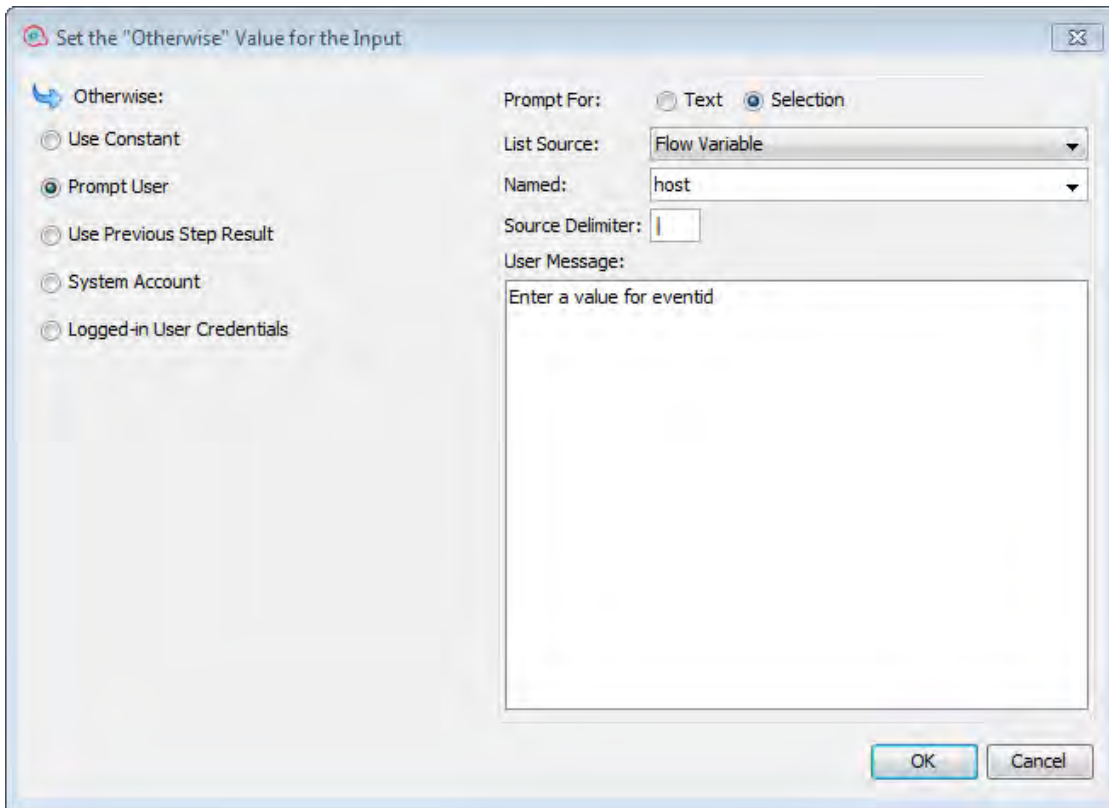 Set the "Otherwise" Value for the Input
Otherwise:
Use Constant
Prompt User
Use Previous Step Result
System Account
Logged-in User Credentials
Prompt For: Text Selection
List Source: Flow Variable
Named: host
Source Delimiter: |
User Message:
Enter a value for eventid
OK Cancel